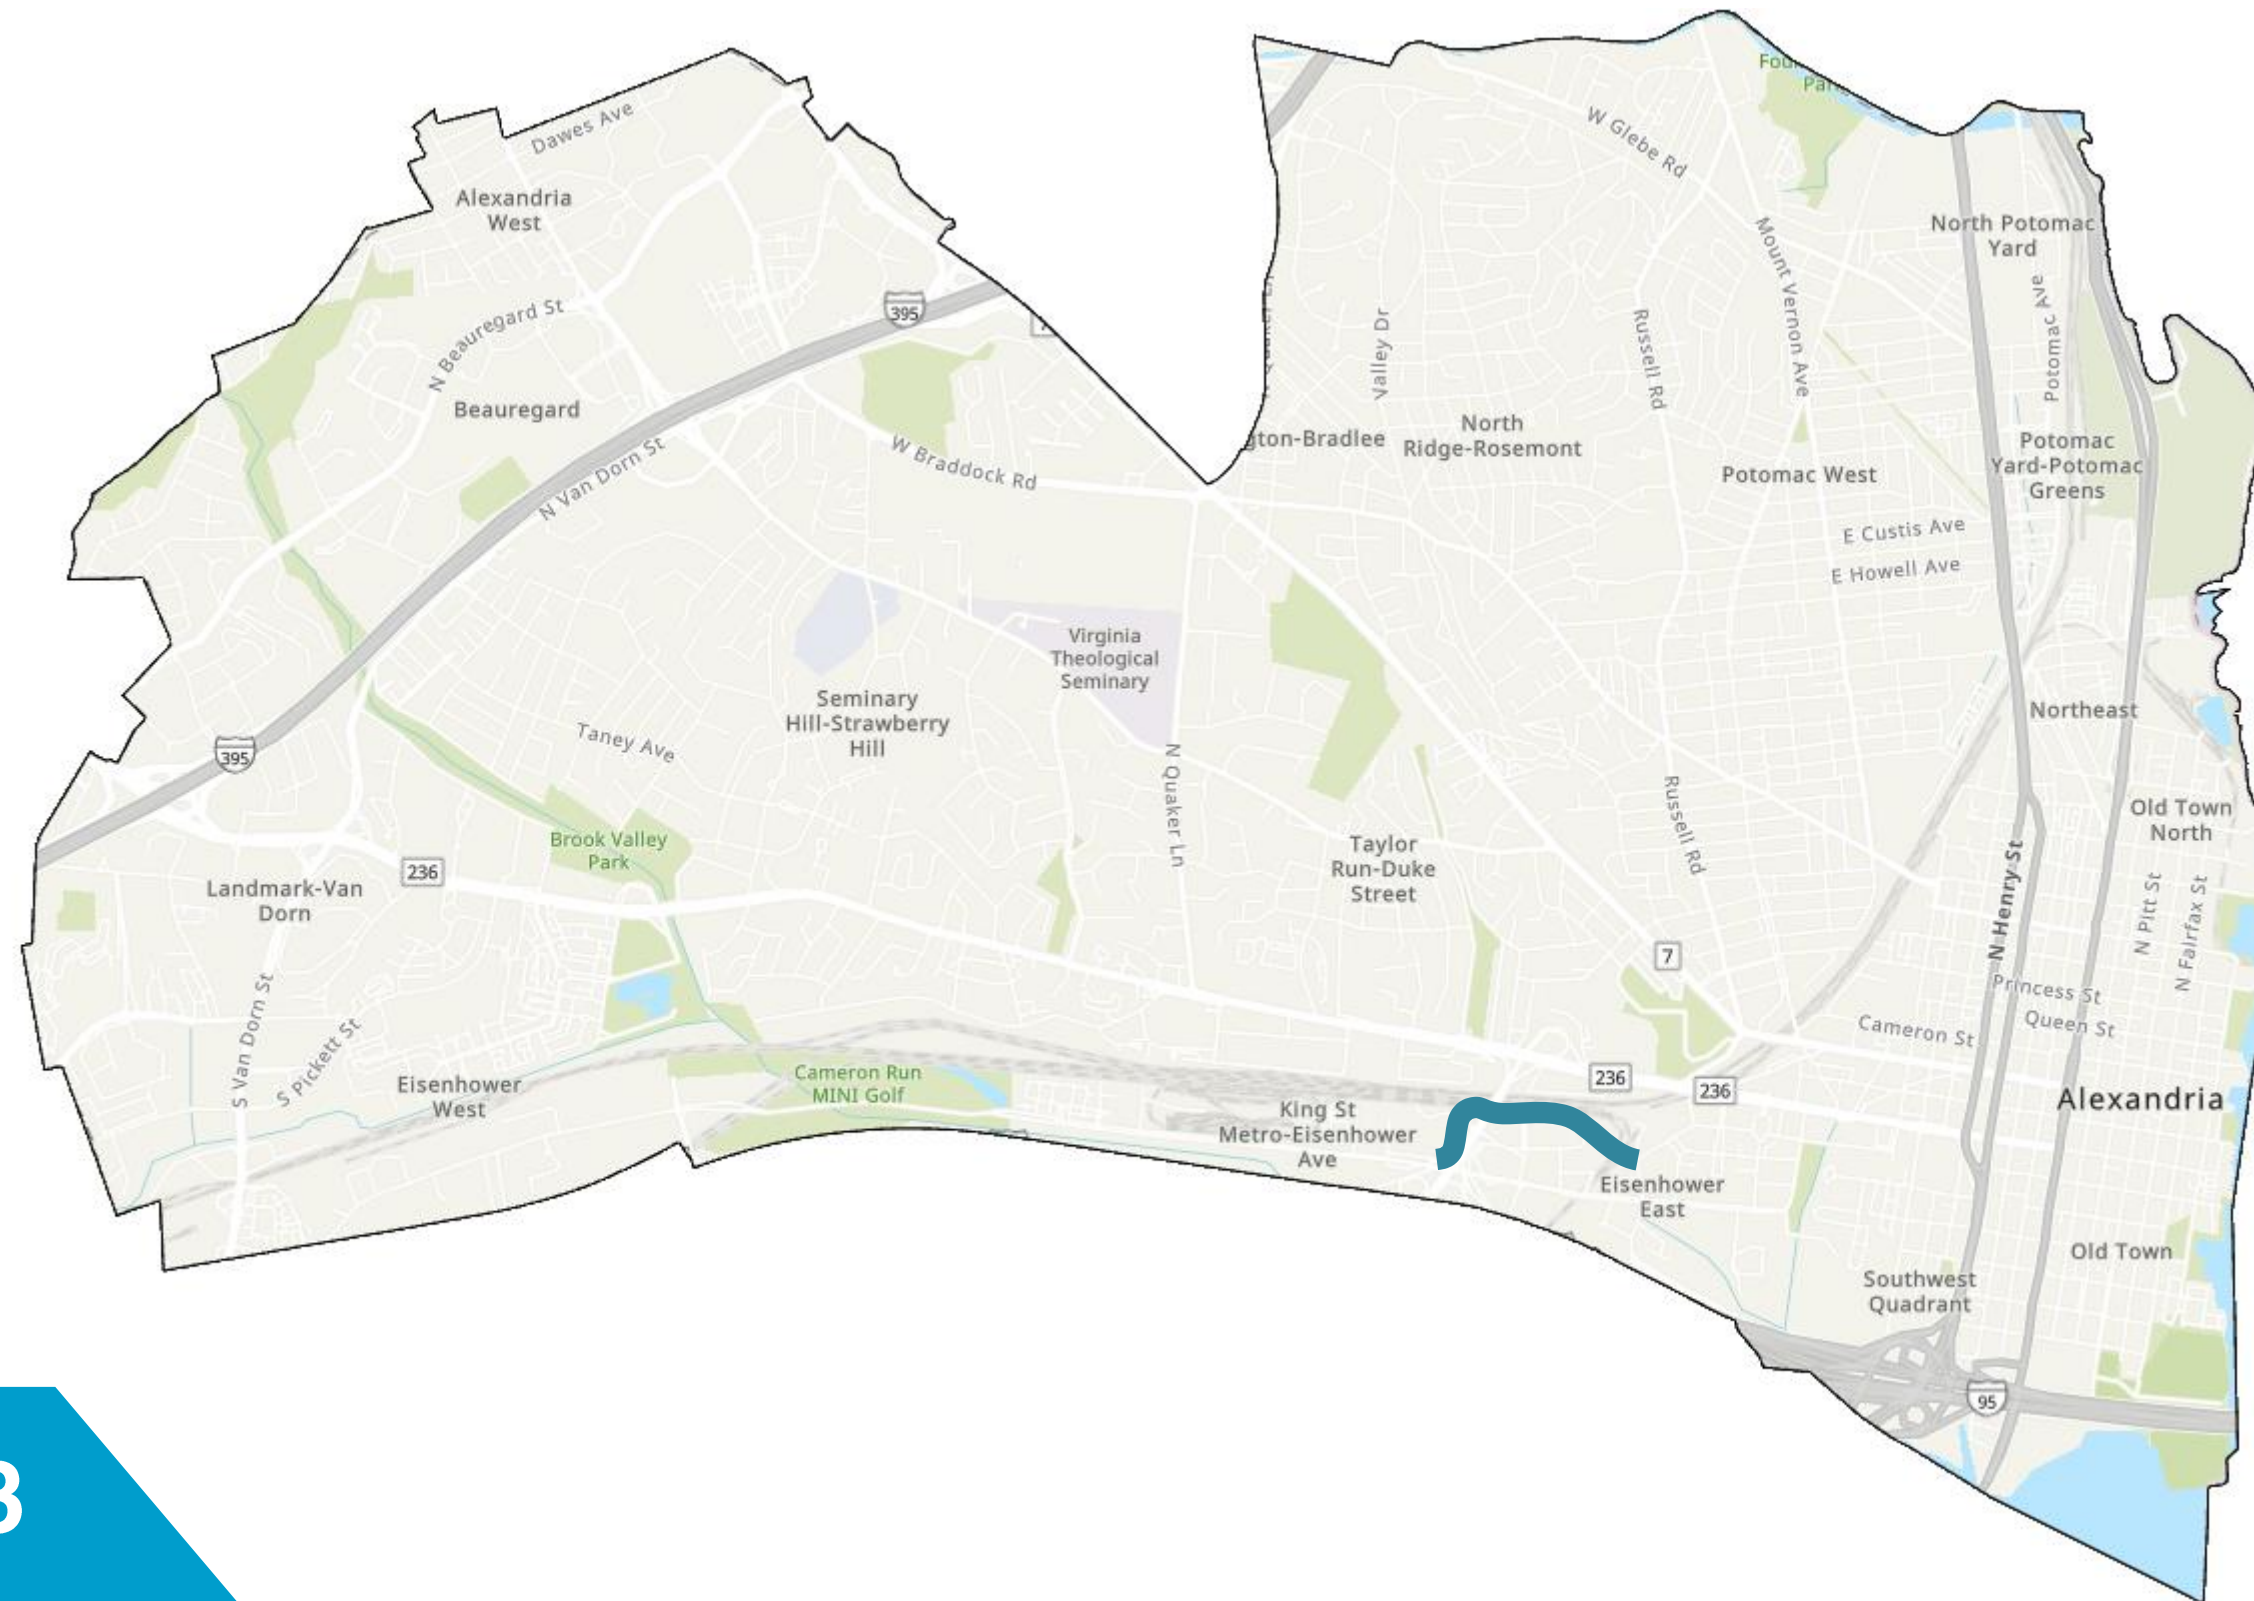 Dawes Ave
Alexandria
West
N Beauregard St
Beauregard
395
N Van Dorn St
W Braddock Rd
W Glebe Rd
Mount Vernon Ave
North Potomac
Yard
Potomac Ave
Valley Dr
Russell Rd
North
Ridge-Rosemont
Potomac West
Potomac
Yard-Potomac
Greens
E Custis Ave
E Howell Ave
Virginia
Theological
Seminary
Seminary
Hill-Strawberry
Hill
Taney Ave
395
N Quaker Ln
Northeast
Old Town
North
Russell Rd
Brook Valley
Park
236
Landmark-Van
Dorn
Taylor
Run-Duke
Street
7
N Henry St
N Pitt St
N Fairfax St
Princess St
Queen St
Cameron St
S Van Dorn St
S Pickett St
Eisenhower
West
Cameron Run
MINI Golf
King St
Metro-Eisenhower
Ave
236
236
Alexandria
Eisenhower
East
Old Town
Southwest
Quadrant
95
3